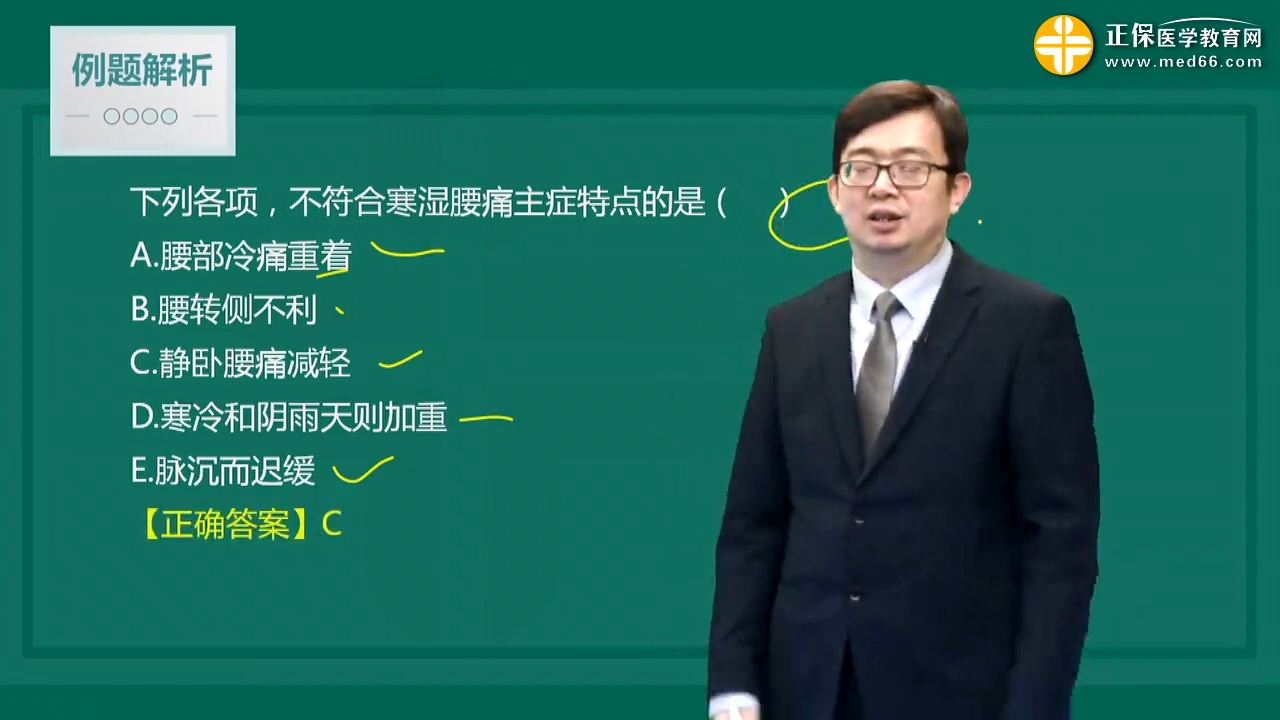 正保医学教育网
www.med66.com
例题解析
下列各项，不符合寒湿腰痛主症特点的是（ ）
A.腰部冷痛重着
B.腰转侧不利
C.静卧腰痛减轻
D.寒冷和阴雨天则加重
E.脉沉而迟缓
【正确答案】C